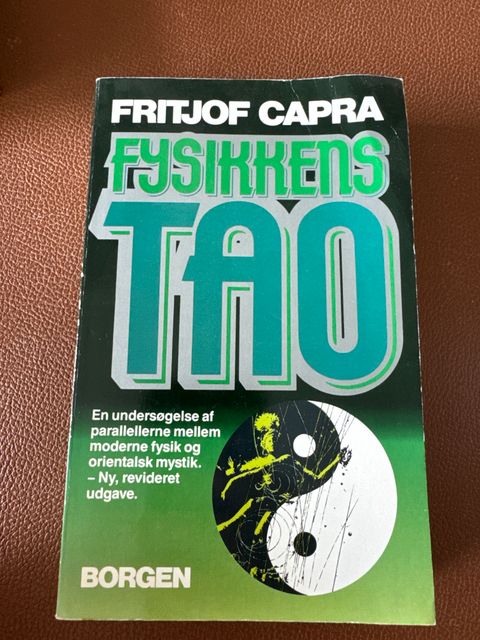 FRITJOF CAPRA
FYSIKKENS
TAO
En undersøgelse af
parallellerne mellem
moderne fysik og
orientalsk mystik.
– Ny, revideret
udgave.
BORGEN